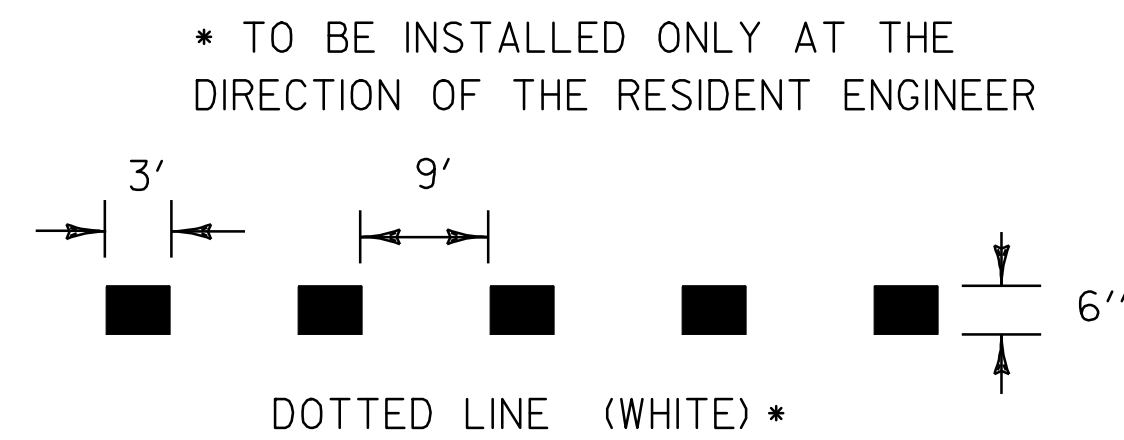 * TO BE INSTALLED ONLY AT THE
DIRECTION OF THE RESIDENT ENGINEER
3' 9'
6''
DOTTED LINE (WHITE) *